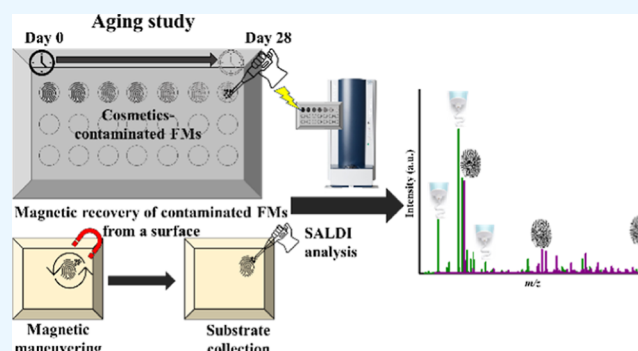 Aging study
Day 0
Day 28
Cosmetics-
contaminated FMs
Magnetic recovery of contaminated FMs
from a surface
SALDI
analysis
Magnetic
maneuvering
Substrate
collection
Intensity (a.u.)
m/z